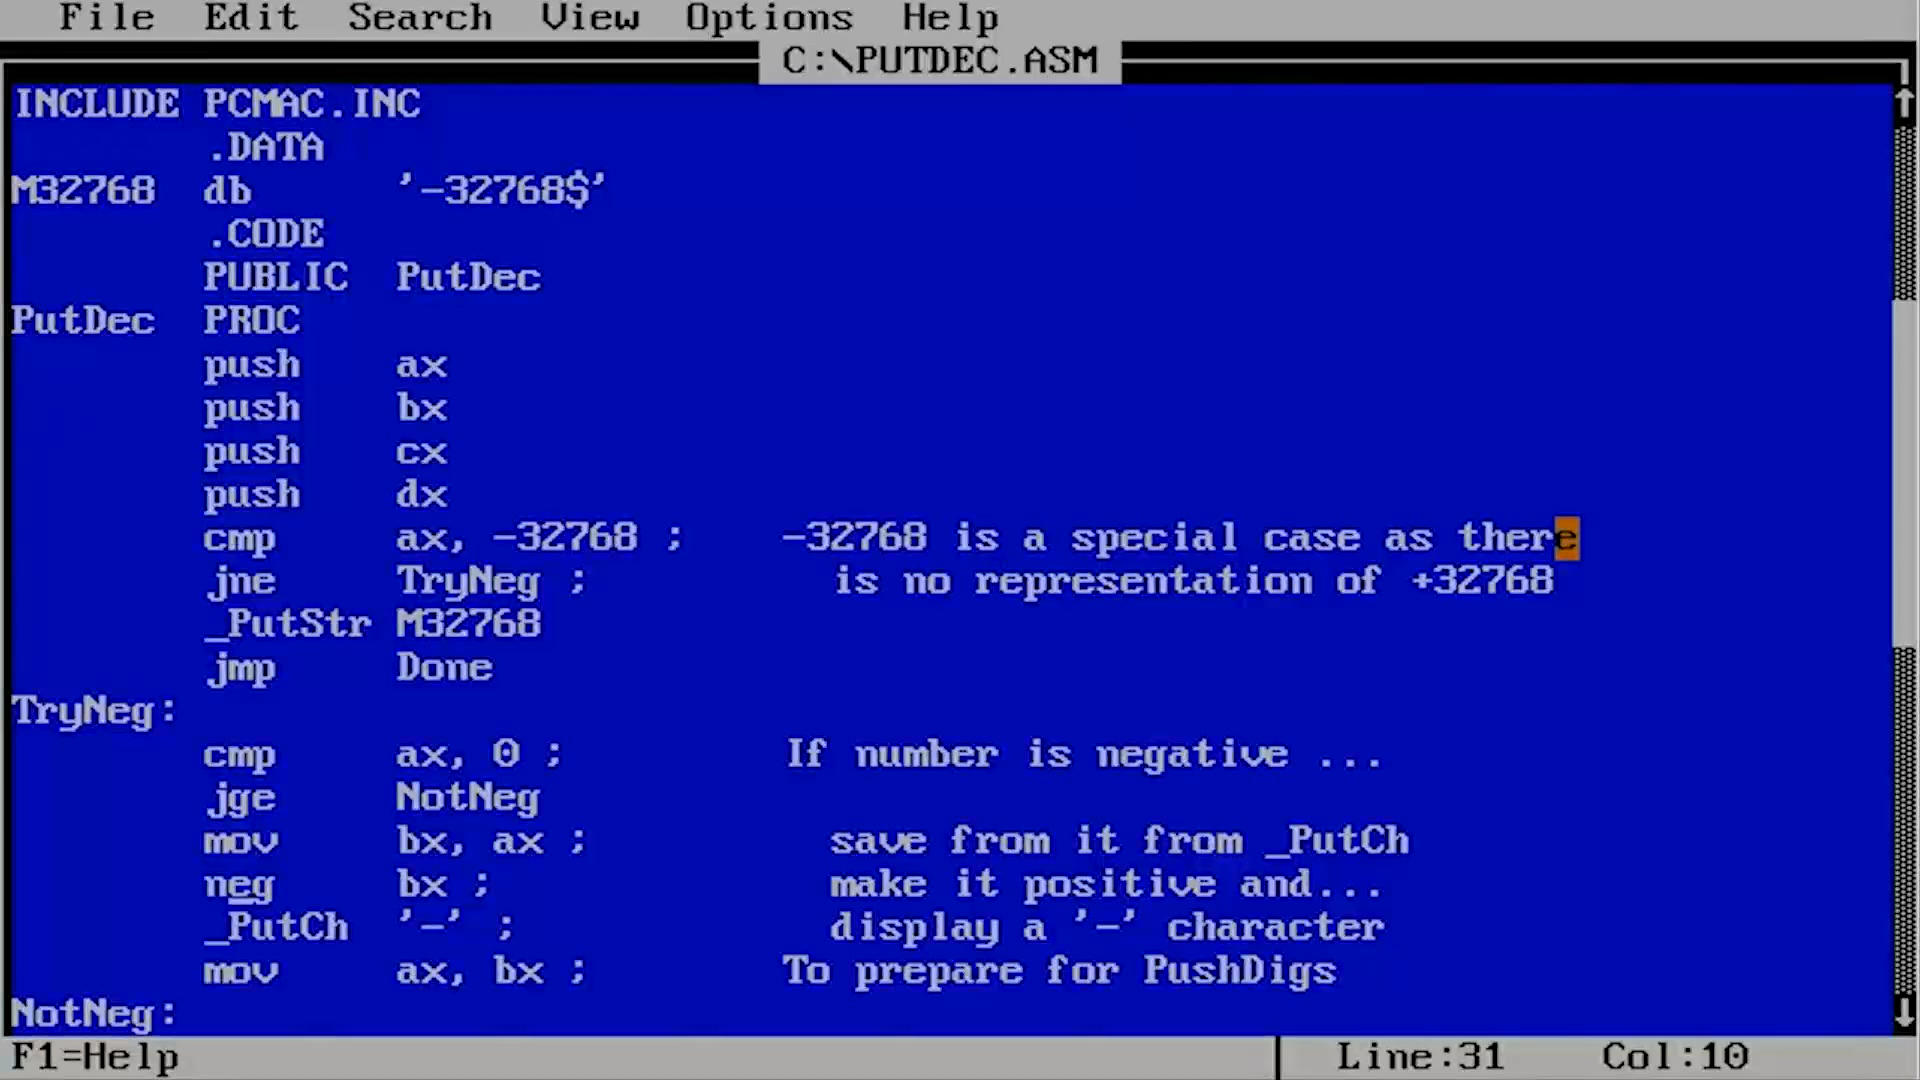 File Edit Search View Options Help
C:\PUTDEC.ASM
INCLUDE PCMAC.INC
.DATA
M32768 db '-32768$'
.CODE
PUBLIC PutDec
PutDec PROC
push ax
push bx
push cx
push dx
cmp ax, -32768 ; -32768 is a special case as there
jne TryNeg ; is no representation of +32768
_PutStr M32768
jmp Done
TryNeg:
cmp ax, 0 ; If number is negative ...
jge NotNeg
mov bx, ax ; save from it from _PutCh
neg bx ; make it positive and...
_PutCh '-' ; display a '-' character
mov ax, bx ; To prepare for PushDigs
NotNeg:
F1=Help Line:31 Col:10